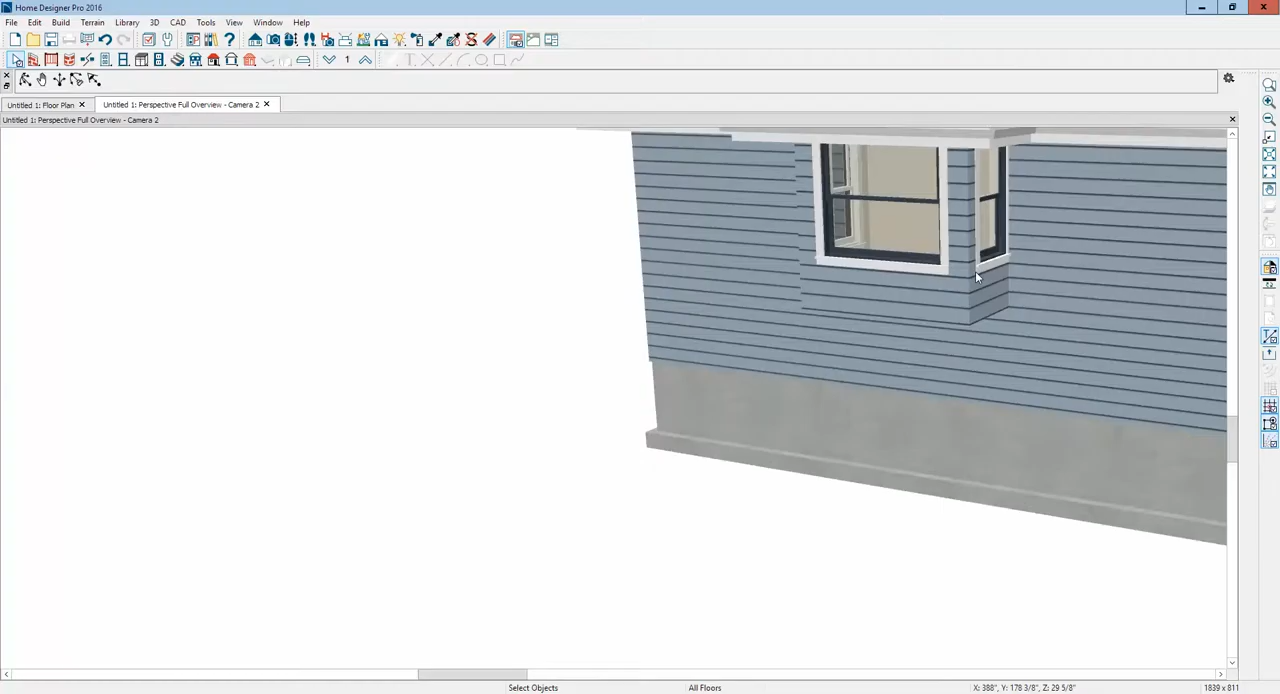 Home Designer Pro 2016
File Edit Build Terrain Library 3D CAD Tools View Window Help
1
Untitled 1: Floor Plan Untitled 1: Perspective Full Overview - Camera 2
Untitled 1: Perspective Full Overview - Camera 2
Select Objects All Floors X: 388", Y: 178 3/8", Z: 29 5/8" 1839 x 811